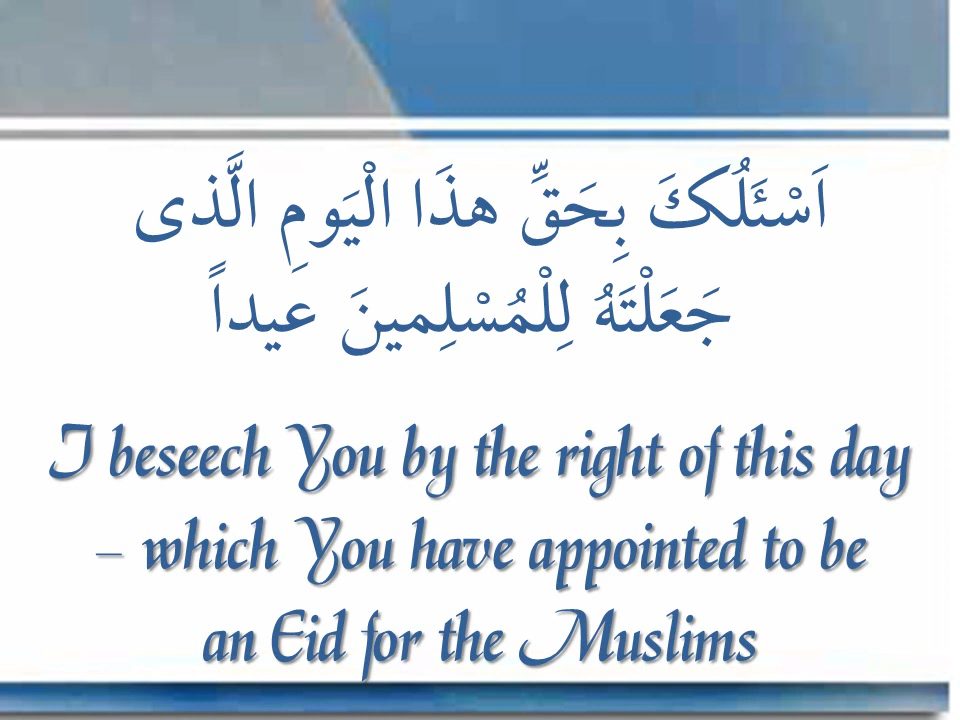 اَسْئَلُكَ بِحَقِّ هذَا الْيَومِ الَّذى
جَعَلْتَهُ لِلْمُسْلِمينَ عَيداً
I beseech You by the right of this day
– which You have appointed to be
an Eid for the Muslims